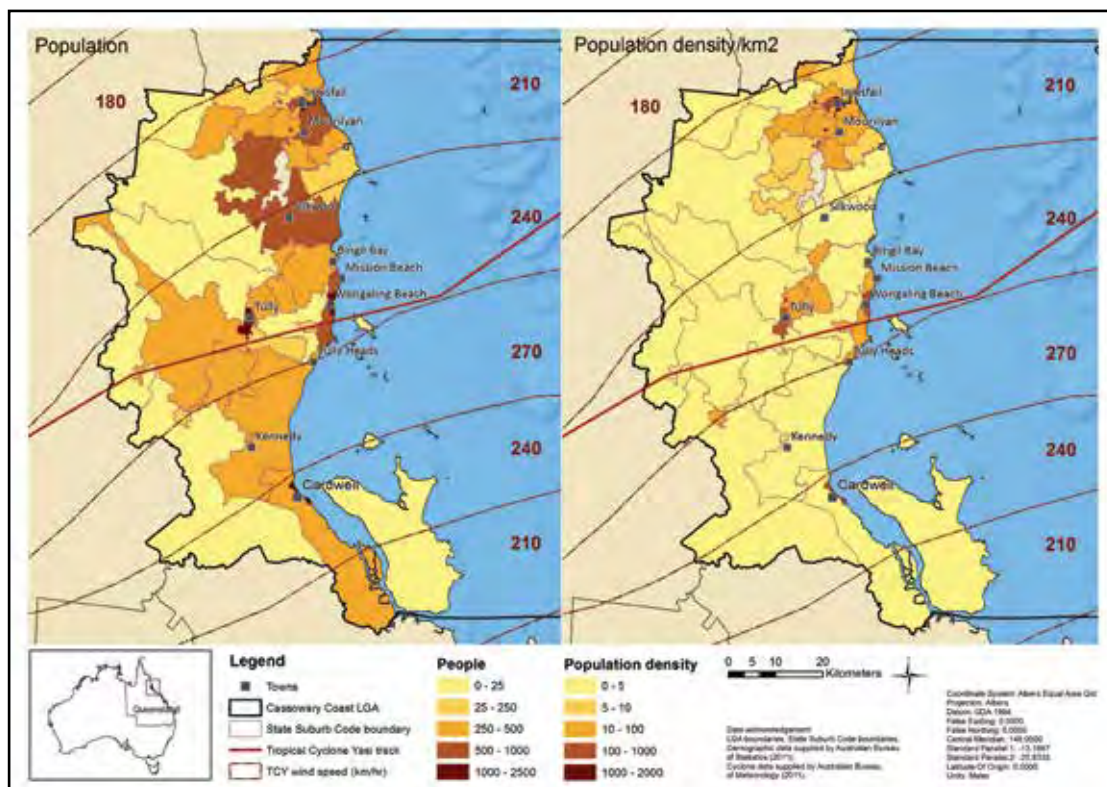 Population
180
210
Innisfail
Mourilyan
Silkwood
240
Bingil Bay
Mission Beach
Wongaling Beach
Tully
270
Tully Heads
Kennedy
240
Cardwell
210
Population density/km2
180
210
Innisfail
Mourilyan
Silkwood
240
Bingil Bay
Mission Beach
Wongaling Beach
Tully
270
Tully Heads
Kennedy
240
Cardwell
210
Queensland
Legend
Towns
Cassowary Coast LGA
State Suburb Code boundary
Tropical Cyclone Yasi track
TCY wind speed (km/hr)
People
0 - 25
25 - 250
250 - 500
500 - 1000
1000 - 2500
Population density
0 - 5
5 - 10
10 - 100
100 - 1000
1000 - 2000
0 5 10 20
Kilometers
Data acknowledgement
LGA boundaries, State Suburb Code boundaries,
Demographic data supplied by Australian Bureau
of Statistics (2011).
Cyclone data supplied by Australian Bureau
of Meteorology (2011).
Coordinate System: Albers Equal Area
Projection: Albers
Datum: GDA 1994
False Easting: 0.0000
False Northing: 0.0000
Central Meridian:
Standard Parallel 1:
Standard Parallel 2:
Latitude Of Origin: 0.0000
Units: Meter